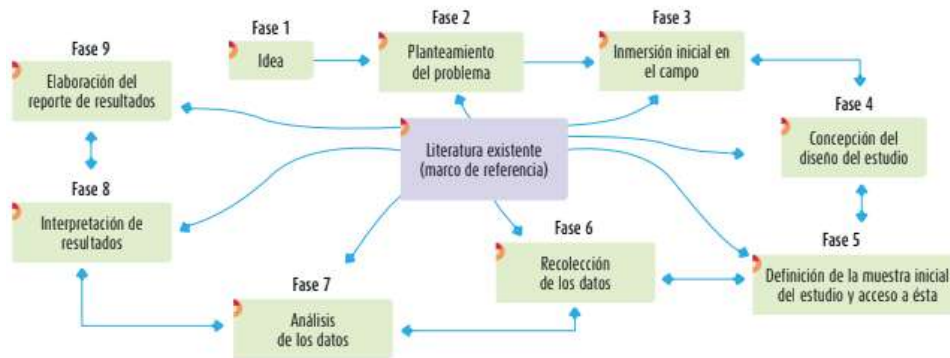 Fase 1
Idea
Fase 2
Planteamiento
del problema
Fase 3
Inmersión inicial en
el campo
Fase 4
Concepción del
diseño del estudio
Fase 5
Definición de la muestra inicial
del estudio y acceso a ésta
Fase 6
Recolección
de los datos
Fase 7
Análisis
de los datos
Fase 8
Interpretación de
resultados
Fase 9
Elaboración del
reporte de resultados
Literatura existente
(marco de referencia)